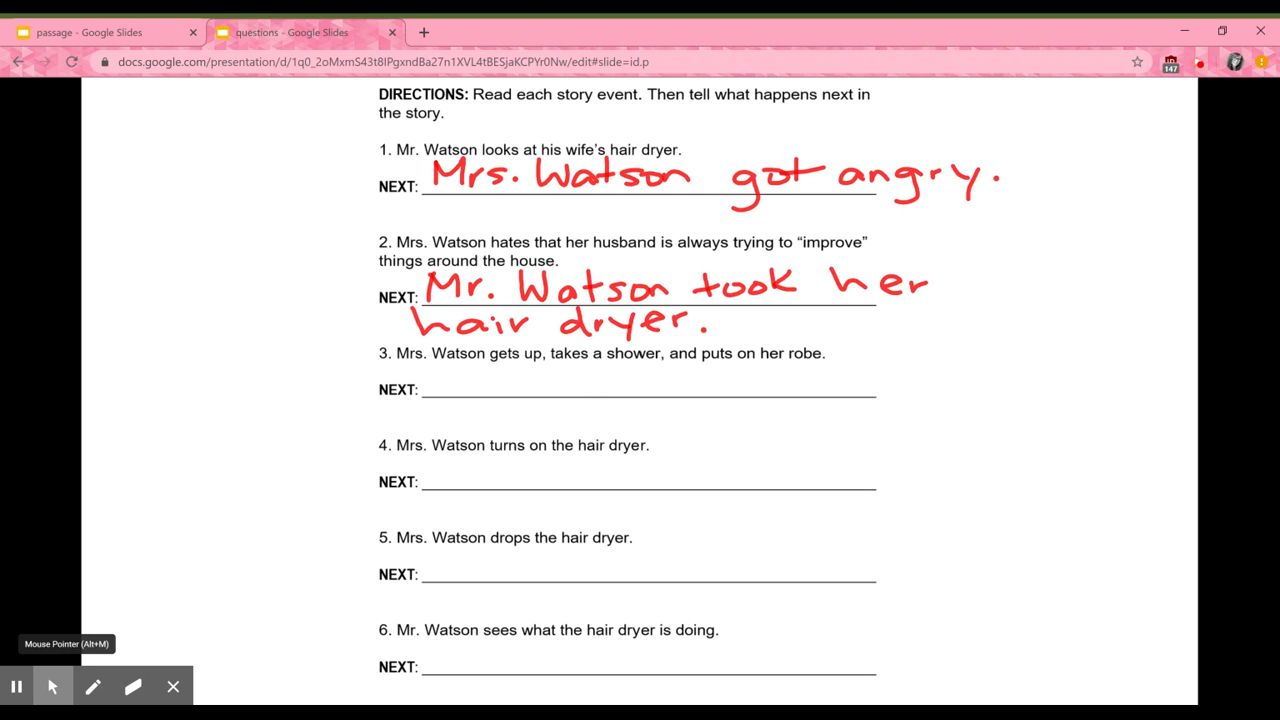 passage - Google Slides
questions - Google Slides
docs.google.com/presentation/d/1q0_2oMxmS43t8IPgxndBa27n1XVL4tBESjaKCPYr0Nw/edit#slide=id.p
147
DIRECTIONS: Read each story event. Then tell what happens next in
the story.
1. Mr. Watson looks at his wife's hair dryer.
NEXT: Mrs. Watson got angry.
2. Mrs. Watson hates that her husband is always trying to “improve”
things around the house.
NEXT: Mr. Watson took her
hair dryer.
3. Mrs. Watson gets up, takes a shower, and puts on her robe.
NEXT:
4. Mrs. Watson turns on the hair dryer.
NEXT:
5. Mrs. Watson drops the hair dryer.
NEXT:
6. Mr. Watson sees what the hair dryer is doing.
Mouse Pointer (Alt+M)
NEXT: